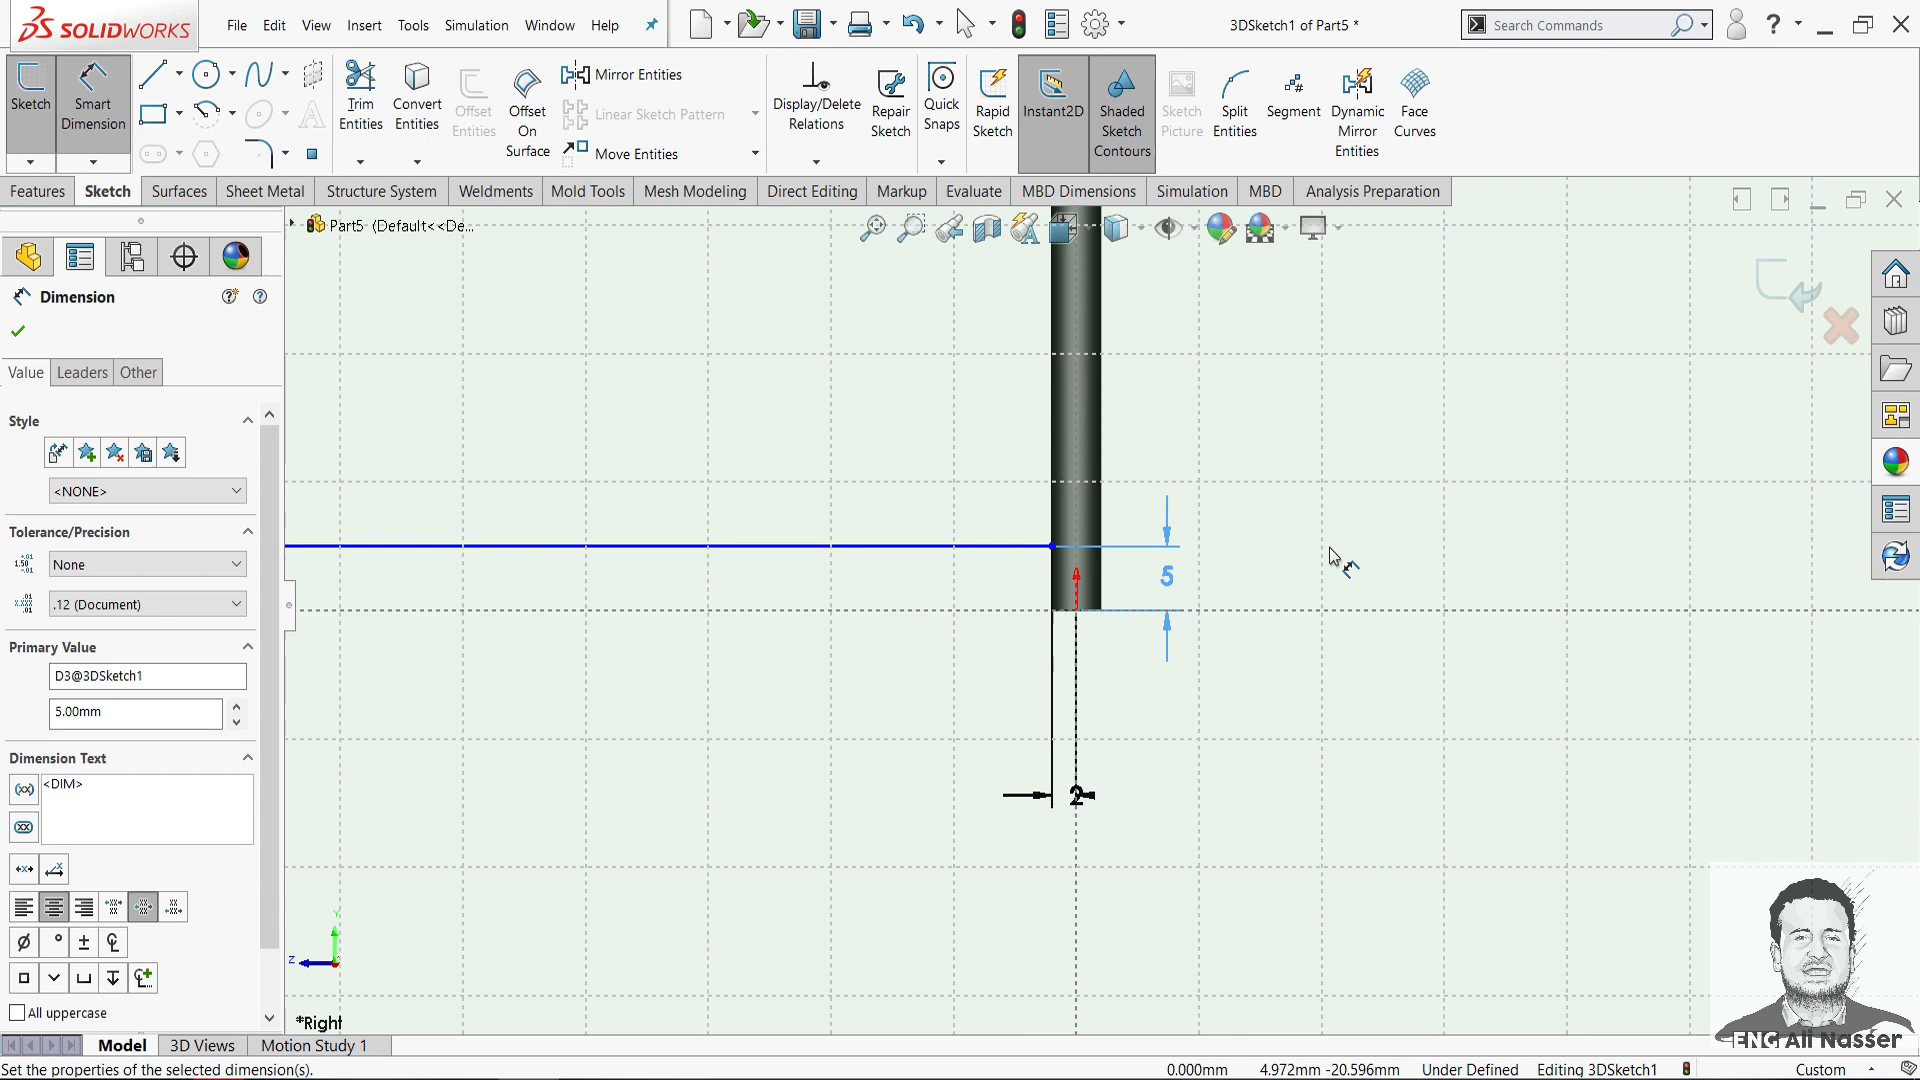 SOLIDWORKS
File Edit View Insert Tools Simulation Window Help
3DSketch1 of Part5 *
Search Commands
Sketch
Smart Dimension
Trim Entities
Convert Entities
Offset Entities
Offset On Surface
Mirror Entities
Linear Sketch Pattern
Move Entities
Display/Delete Relations
Repair Sketch
Quick Snaps
Rapid Sketch
Instant2D
Shaded Sketch Contours
Sketch Picture
Split Entities
Segment
Dynamic Mirror Entities
Face Curves
Features Sketch Surfaces Sheet Metal Structure System Weldments Mold Tools Mesh Modeling Direct Editing Markup Evaluate MBD Dimensions Simulation MBD Analysis Preparation
Part5 (Default<<De...
Dimension
Value Leaders Other
Style
<NONE>
Tolerance/Precision
None
.12 (Document)
Primary Value
D3@3DSketch1
5.00mm
Dimension Text
<DIM>
All uppercase
5
2
Y
Z
*Right
ENG Ali Nasser
Model 3D Views Motion Study 1
Set the properties of the selected dimension(s).
0.000mm 4.972mm -20.596mm Under Defined Editing 3DSketch1 Custom